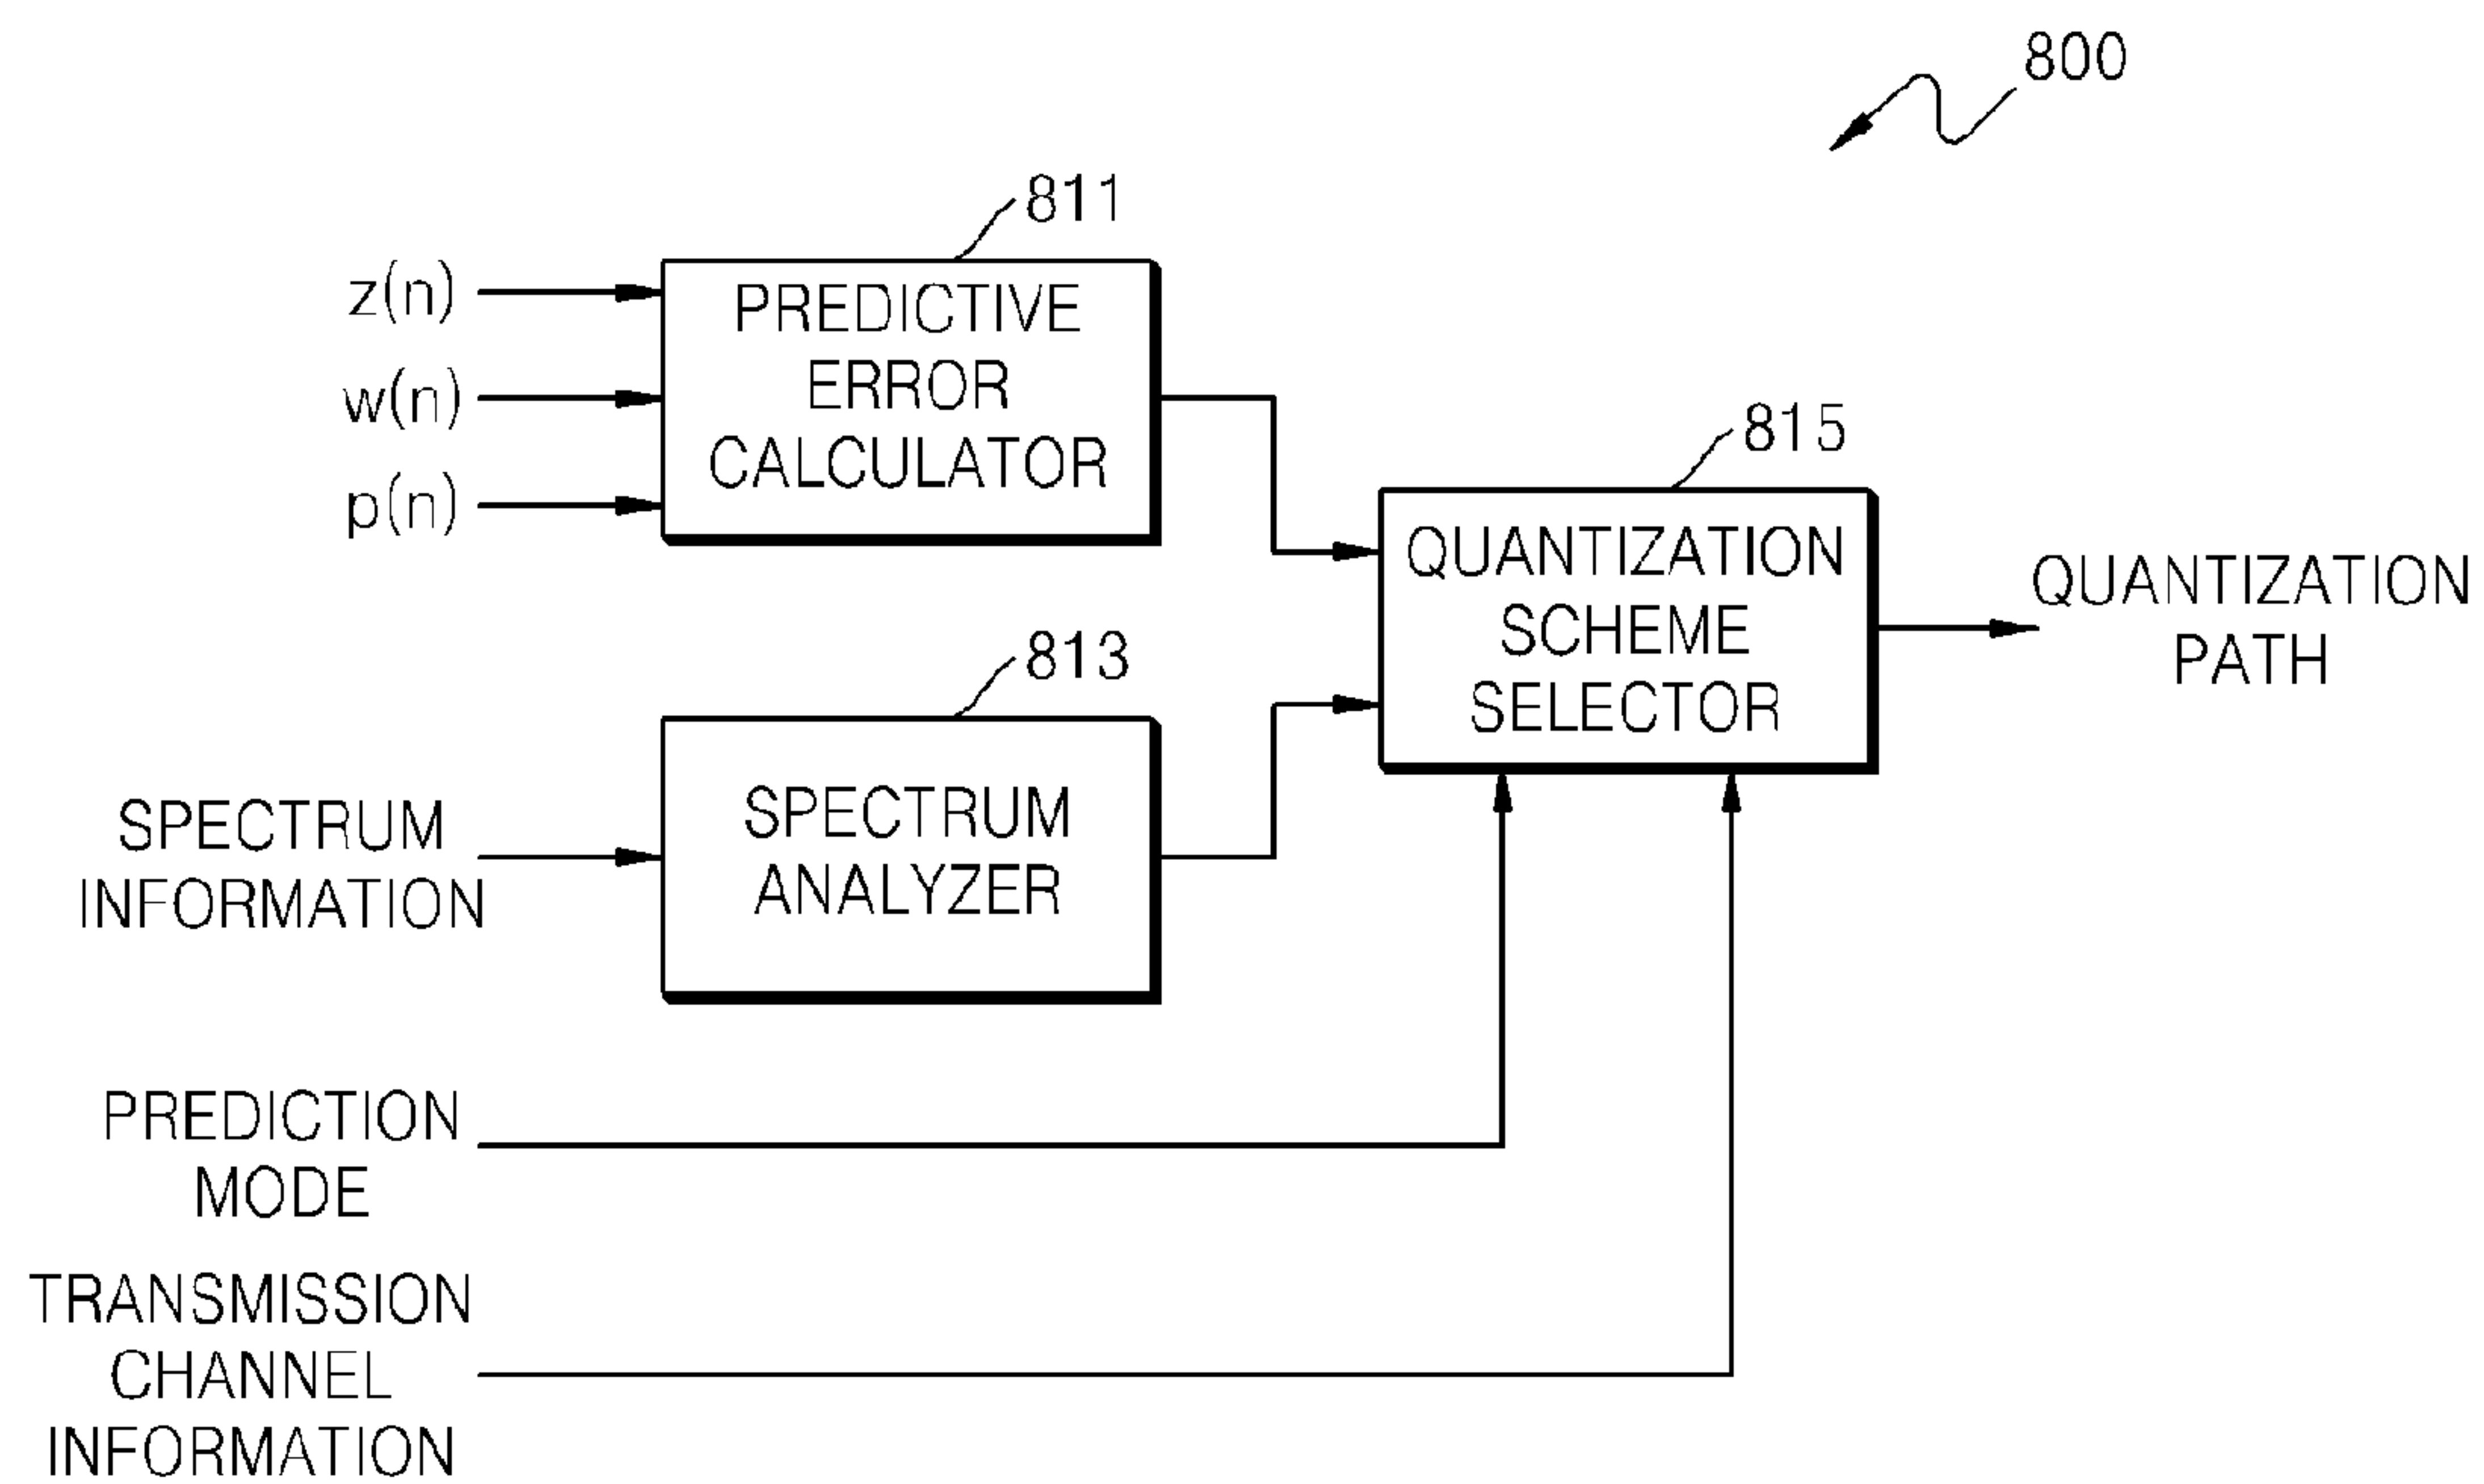 800
811
z(n)
w(n)
p(n)
PREDICTIVE
ERROR
CALCULATOR
815
QUANTIZATION
SCHEME
SELECTOR
QUANTIZATION
PATH
813
SPECTRUM
INFORMATION
SPECTRUM
ANALYZER
PREDICTION
MODE
TRANSMISSION
CHANNEL
INFORMATION